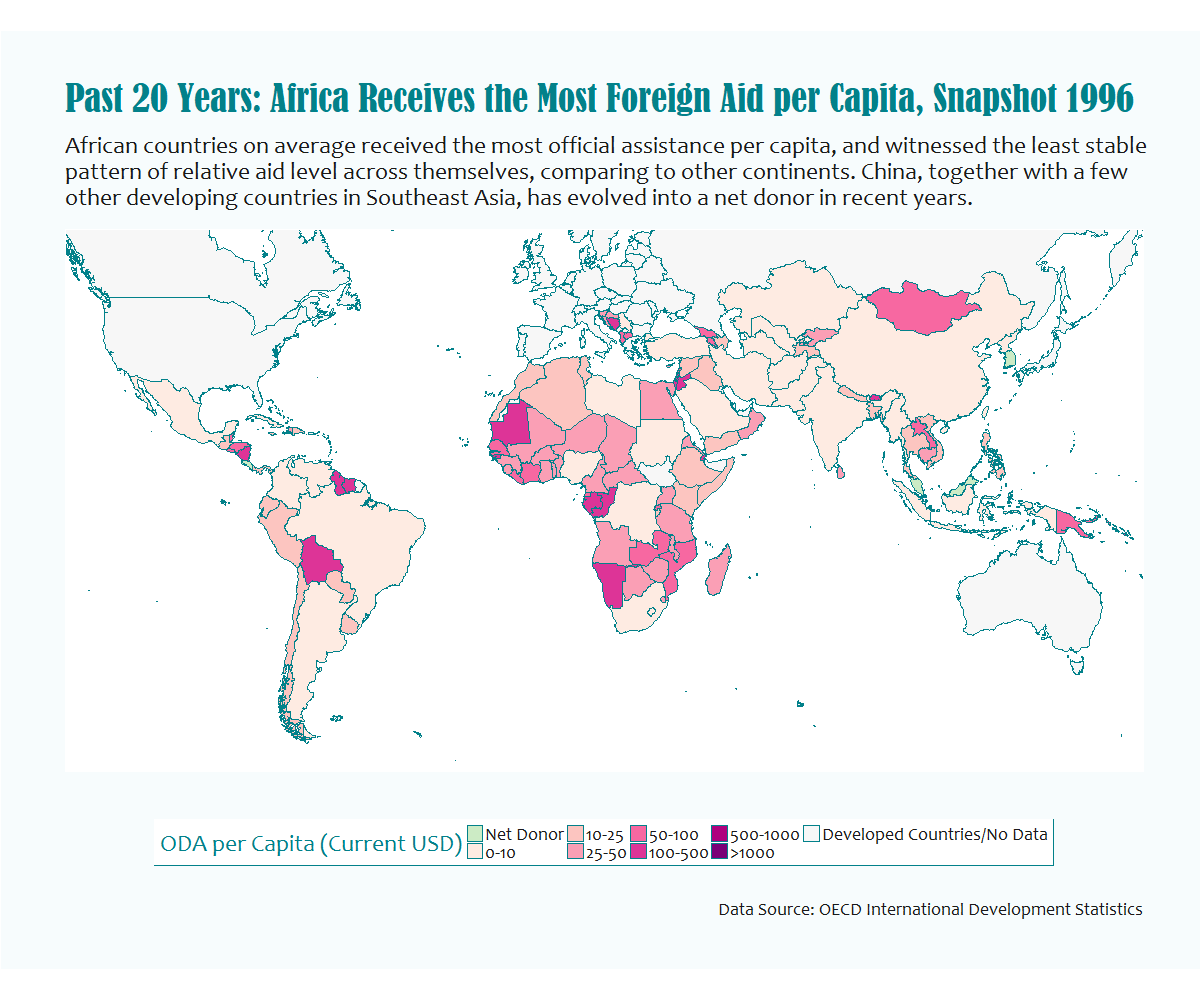 Past 20 Years: Africa Receives the Most Foreign Aid per Capita, Snapshot 1996
African countries on average received the most official assistance per capita, and witnessed the least stable
pattern of relative aid level across themselves, comparing to other continents. China, together with a few
other developing countries in Southeast Asia, has evolved into a net donor in recent years.
ODA per Capita (Current USD) Net Donor 10-25 50-100 500-1000 Developed Countries/No Data
0-10 25-50 100-500 >1000
Data Source: OECD International Development Statistics